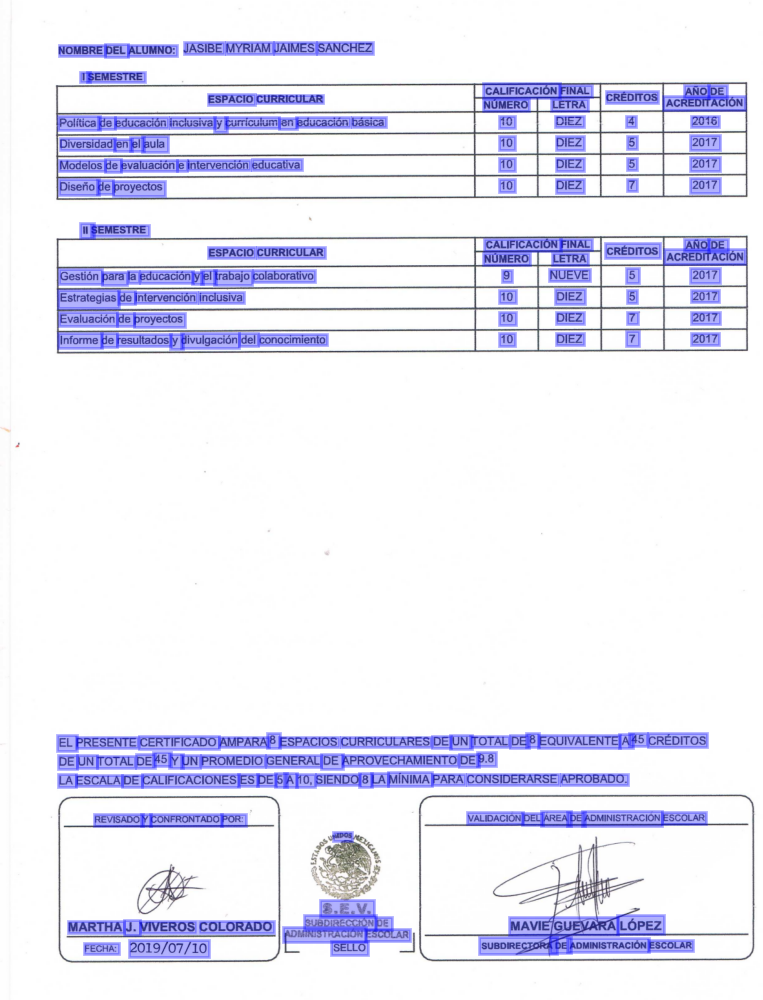 NOMBRE DEL ALUMNO: JASIBE MYRIAM JAIMES SANCHEZ
I SEMESTRE
ESPACIO CURRICULAR CALIFICACIÓN FINAL CRÉDITOS AÑO DE ACREDITACIÓN
NÚMERO LETRA
Política de educación inclusiva y currículum en educación básica 10 DIEZ 4 2016
Diversidad en el aula 10 DIEZ 5 2017
Modelos de evaluación e intervención educativa 10 DIEZ 5 2017
Diseño de proyectos 10 DIEZ 7 2017
II SEMESTRE
ESPACIO CURRICULAR CALIFICACIÓN FINAL CRÉDITOS AÑO DE ACREDITACIÓN
NÚMERO LETRA
Gestión para la educación y el trabajo colaborativo 9 NUEVE 5 2017
Estrategias de intervención inclusiva 10 DIEZ 5 2017
Evaluación de proyectos 10 DIEZ 7 2017
Informe de resultados y divulgación del conocimiento 10 DIEZ 7 2017
EL PRESENTE CERTIFICADO AMPARA 8 ESPACIOS CURRICULARES DE UN TOTAL DE 8 EQUIVALENTE A 45 CRÉDITOS
DE UN TOTAL DE 45 Y UN PROMEDIO GENERAL DE APROVECHAMIENTO DE 9.8
LA ESCALA DE CALIFICACIONES ES DE 5 A 10, SIENDO 8 LA MÍNIMA PARA CONSIDERARSE APROBADO.
REVISADO Y CONFRONTADO POR:
MARTHA J. VIVEROS COLORADO
FECHA: 2019/07/10
ESTADOS UNIDOS MEXICANOS
S.E.V.
SUBDIRECCIÓN DE
ADMINISTRACIÓN ESCOLAR
SELLO
VALIDACIÓN DEL ÁREA DE ADMINISTRACIÓN ESCOLAR
MAVIE GUEVARA LÓPEZ
SUBDIRECTORA DE ADMINISTRACIÓN ESCOLAR